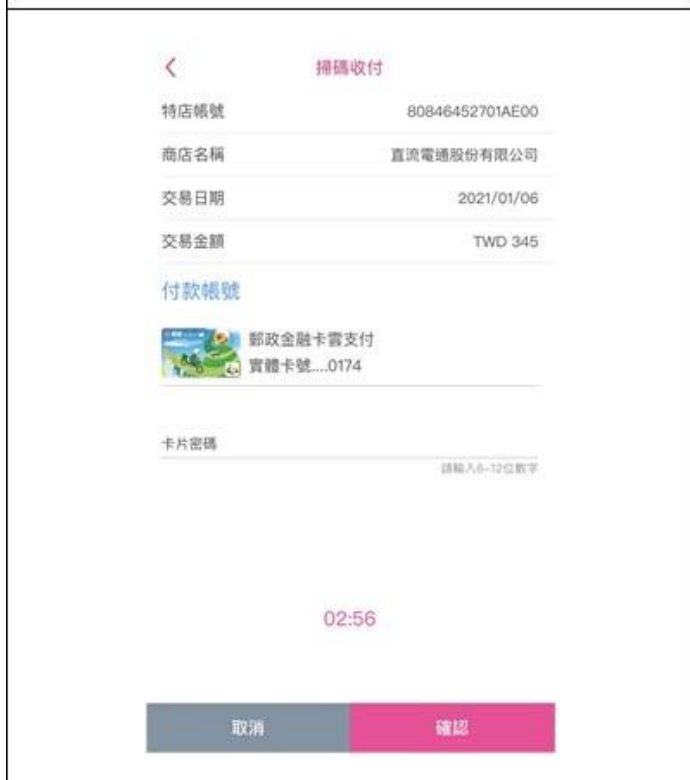 掃碼收付
特店帳號 80846452701AE00
商店名稱 直流電通股份有限公司
交易日期 2021/01/06
交易金額 TWD 345
付款帳號
郵政金融卡雲支付
實體卡號....0174
卡片密碼
請輸入6-12位數字
02:56
取消 確認